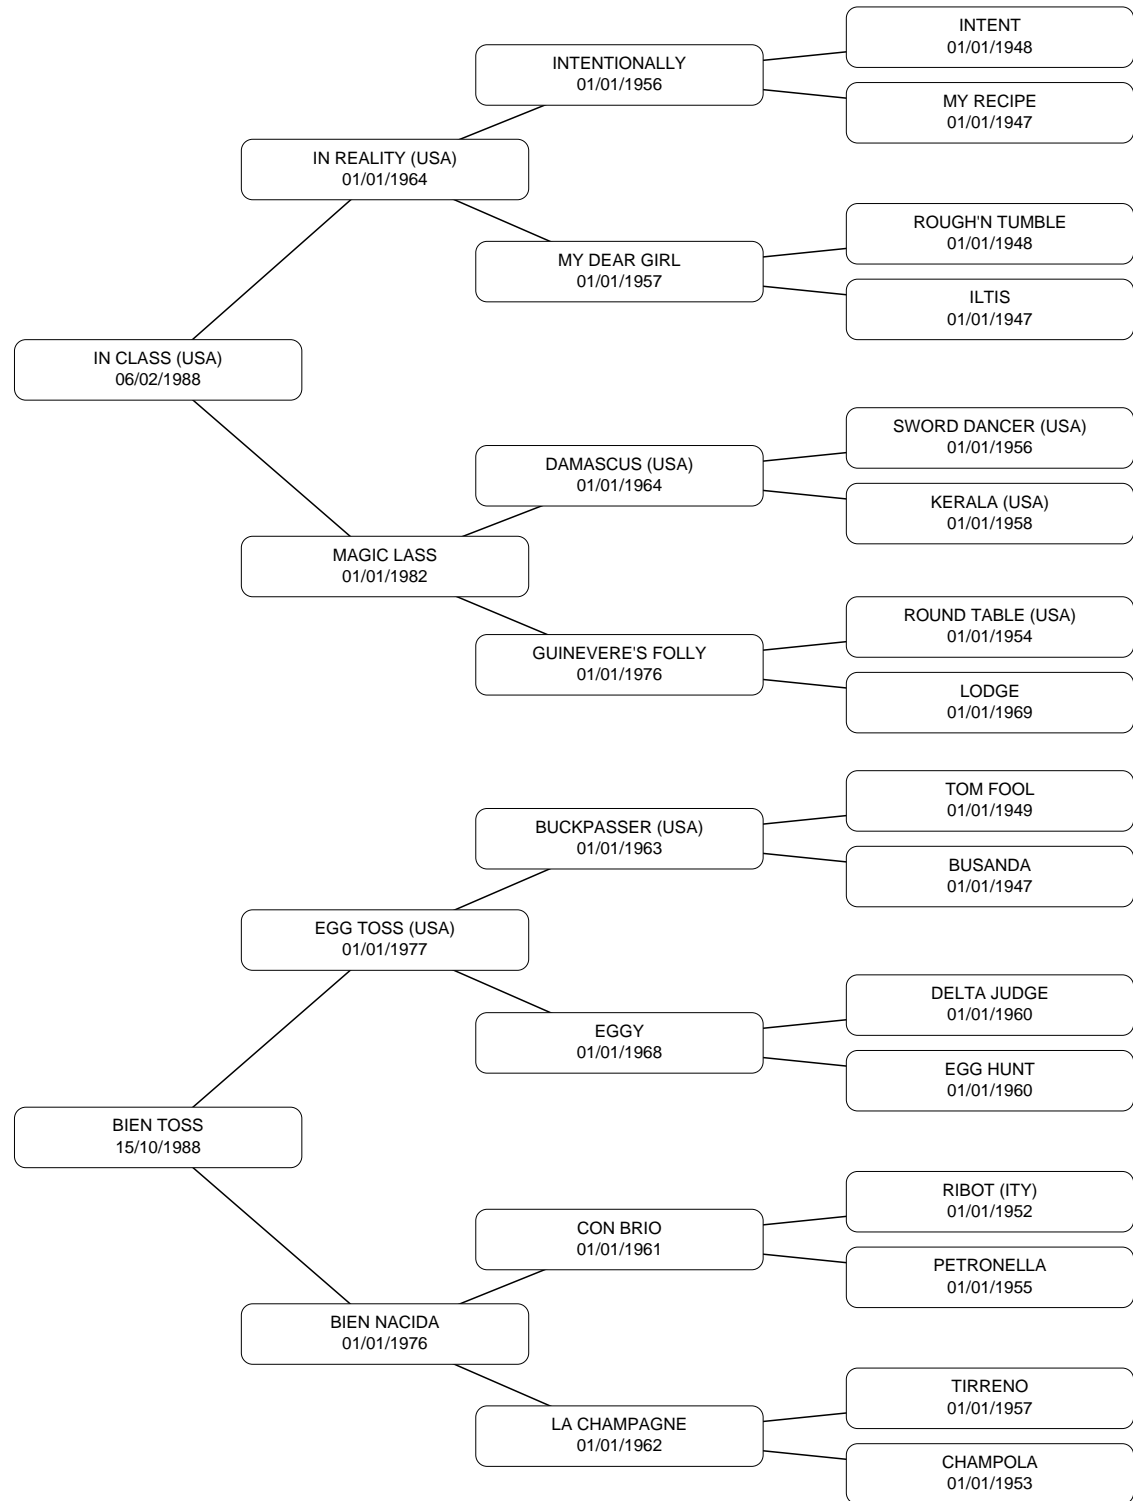 INTENT
01/01/1948
INTENTIONALLY
01/01/1956
MY RECIPE
01/01/1947
IN REALITY (USA)
01/01/1964
ROUGH'N TUMBLE
01/01/1948
MY DEAR GIRL
01/01/1957
ILTIS
01/01/1947
IN CLASS (USA)
06/02/1988
SWORD DANCER (USA)
01/01/1956
DAMASCUS (USA)
01/01/1964
KERALA (USA)
01/01/1958
MAGIC LASS
01/01/1982
ROUND TABLE (USA)
01/01/1954
GUINEVERE'S FOLLY
01/01/1976
LODGE
01/01/1969
TOM FOOL
01/01/1949
BUCKPASSER (USA)
01/01/1963
BUSANDA
01/01/1947
EGG TOSS (USA)
01/01/1977
DELTA JUDGE
01/01/1960
EGGY
01/01/1968
EGG HUNT
01/01/1960
BIEN TOSS
15/10/1988
RIBOT (ITY)
01/01/1952
CON BRIO
01/01/1961
PETRONELLA
01/01/1955
BIEN NACIDA
01/01/1976
TIRRENO
01/01/1957
LA CHAMPAGNE
01/01/1962
CHAMPOLA
01/01/1953